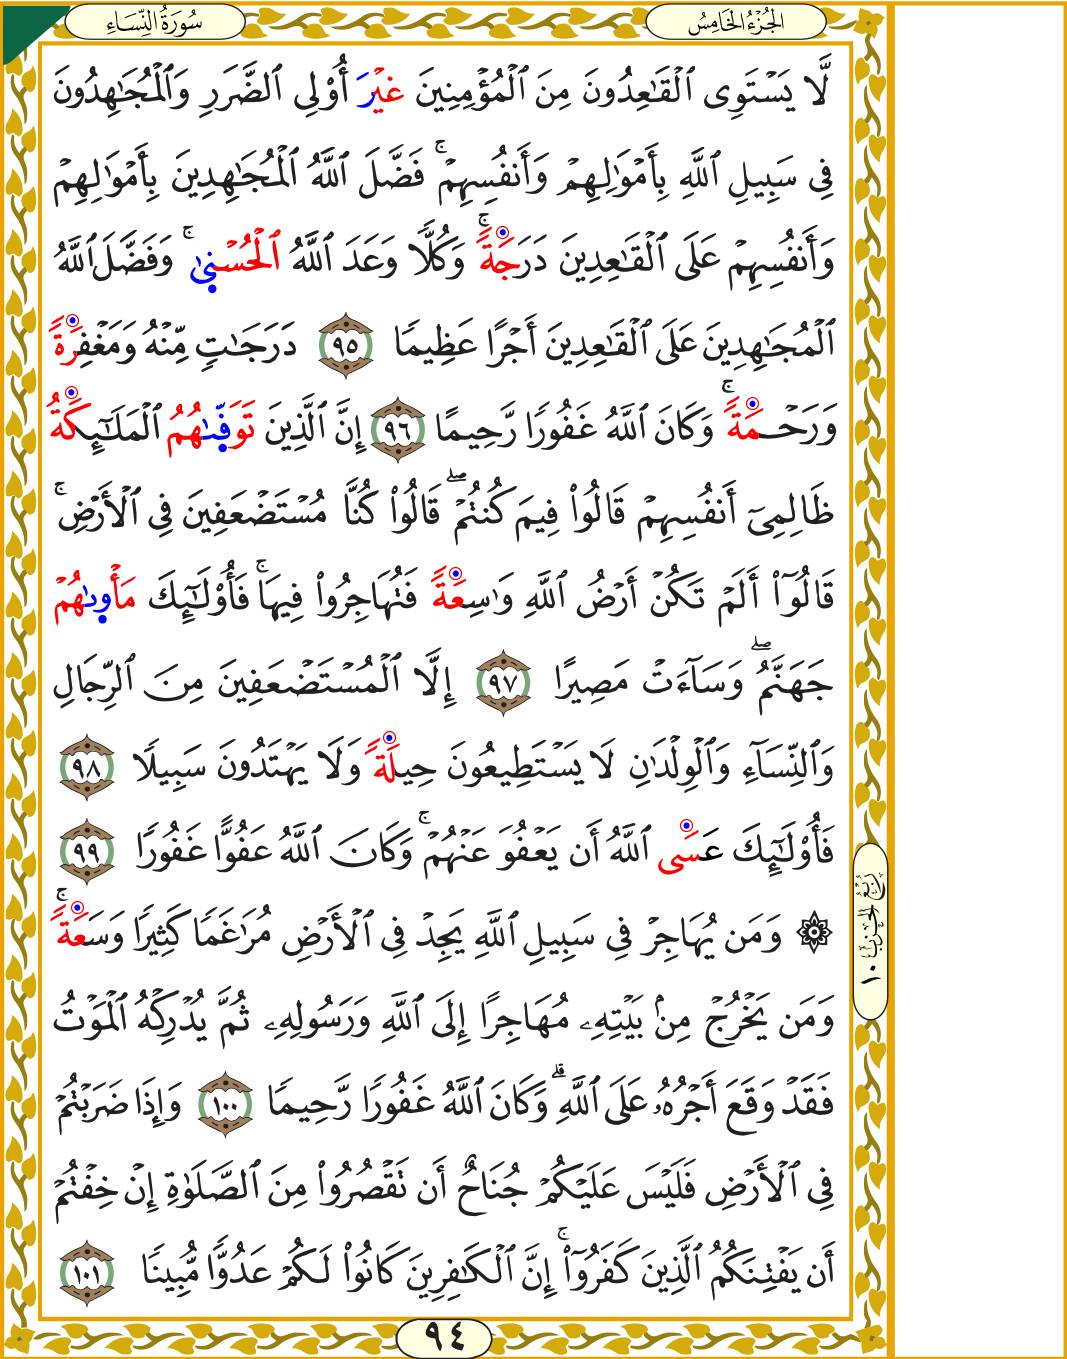 سُورَةُ النِّسَاءِ
الجُزْءُ الخَامِسُ
لَّا يَسْتَوِى ٱلْقَٰعِدُونَ مِنَ ٱلْمُؤْمِنِينَ غَيْرَ أُو۟لِى ٱلضَّرَرِ وَٱلْمُجَٰهِدُونَ
فِى سَبِيلِ ٱللَّهِ بِأَمْوَٰلِهِمْ وَأَنفُسِهِمْ ۚ فَضَّلَ ٱللَّهُ ٱلْمُجَٰهِدِينَ بِأَمْوَٰلِهِمْ
وَأَنفُسِهِمْ عَلَى ٱلْقَٰعِدِينَ دَرَجَةً ۚ وَكُلًّا وَعَدَ ٱللَّهُ ٱلْحُسْنَىٰ ۚ وَفَضَّلَ ٱللَّهُ
ٱلْمُجَٰهِدِينَ عَلَى ٱلْقَٰعِدِينَ أَجْرًا عَظِيمًا ٩٥ دَرَجَٰتٍ مِّنْهُ وَمَغْفِرَةً
وَرَحْمَةً ۚ وَكَانَ ٱللَّهُ غَفُورًا رَّحِيمًا ٩٦ إِنَّ ٱلَّذِينَ تَوَفَّىٰهُمُ ٱلْمَلَٰٓئِكَةُ
ظَالِمِىٓ أَنفُسِهِمْ قَالُوا۟ فِيمَ كُنتُمْ ۖ قَالُوا۟ كُنَّا مُسْتَضْعَفِينَ فِى ٱلْأَرْضِ ۚ
قَالُوٓا۟ أَلَمْ تَكُنْ أَرْضُ ٱللَّهِ وَٰسِعَةً فَتُهَاجِرُوا۟ فِيهَا ۚ فَأُو۟لَٰٓئِكَ مَأْوَىٰهُمْ
جَهَنَّمُ ۖ وَسَآءَتْ مَصِيرًا ٩٧ إِلَّا ٱلْمُسْتَضْعَفِينَ مِنَ ٱلرِّجَالِ
وَٱلنِّسَآءِ وَٱلْوِلْدَٰنِ لَا يَسْتَطِيعُونَ حِيلَةً وَلَا يَهْتَدُونَ سَبِيلًا ٩٨
فَأُو۟لَٰٓئِكَ عَسَى ٱللَّهُ أَن يَعْفُوَ عَنْهُمْ ۚ وَكَانَ ٱللَّهُ عَفُوًّا غَفُورًا ٩٩
۞ وَمَن يُهَاجِرْ فِى سَبِيلِ ٱللَّهِ يَجِدْ فِى ٱلْأَرْضِ مُرَٰغَمًا كَثِيرًا وَسَعَةً ۚ
وَمَن يَخْرُجْ مِنۢ بَيْتِهِۦ مُهَاجِرًا إِلَى ٱللَّهِ وَرَسُولِهِۦ ثُمَّ يُدْرِكْهُ ٱلْمَوْتُ
فَقَدْ وَقَعَ أَجْرُهُۥ عَلَى ٱللَّهِ ۗ وَكَانَ ٱللَّهُ غَفُورًا رَّحِيمًا ١٠٠ وَإِذَا ضَرَبْتُمْ
فِى ٱلْأَرْضِ فَلَيْسَ عَلَيْكُمْ جُنَاحٌ أَن تَقْصُرُوا۟ مِنَ ٱلصَّلَوٰةِ إِنْ خِفْتُمْ
أَن يَفْتِنَكُمُ ٱلَّذِينَ كَفَرُوٓا۟ ۚ إِنَّ ٱلْكَٰفِرِينَ كَانُوا۟ لَكُمْ عَدُوًّا مُّبِينًا ١٠١
رُبْعُ الحِزْبِ ١٠
٩٤